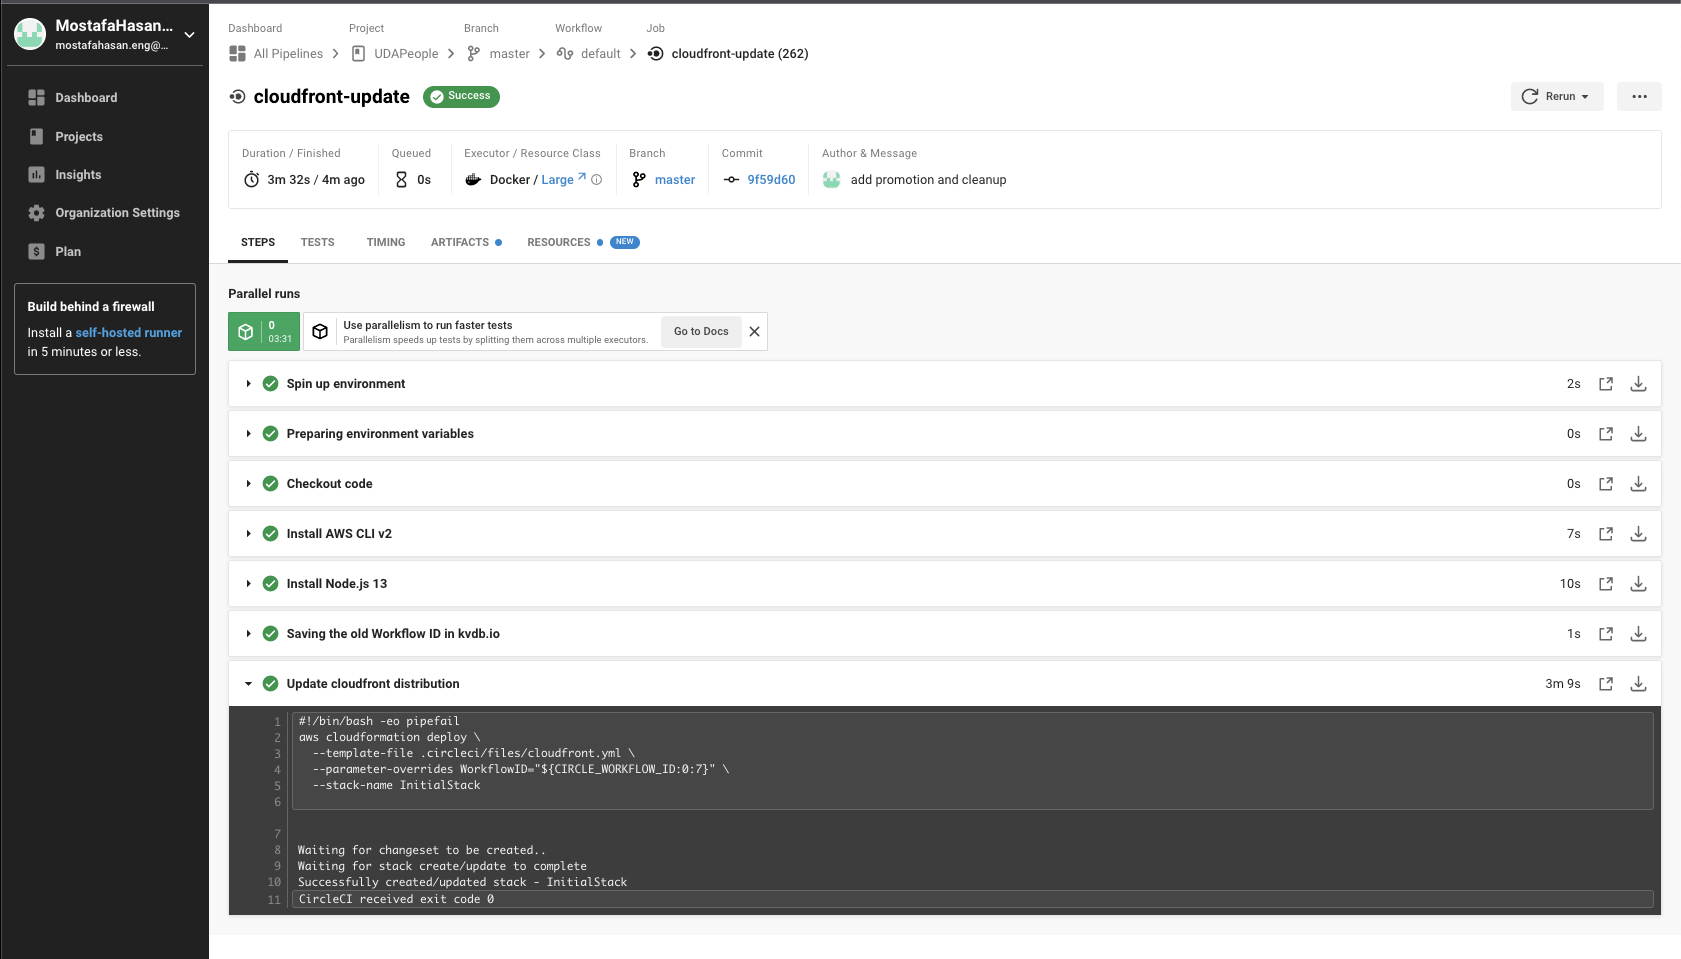 MostafaHasan...
mostafahasan.eng@...
Dashboard
Projects
Insights
Organization Settings
Plan
Build behind a firewall
Install a self-hosted runner
in 5 minutes or less.
Dashboard Project Branch Workflow Job
All Pipelines UDAPeople master default cloudfront-update (262)
cloudfront-update Success Rerun
Duration / Finished Queued Executor / Resource Class Branch Commit Author & Message
3m 32s / 4m ago 0s Docker / Large master 9f59d60 add promotion and cleanup
STEPS TESTS TIMING ARTIFACTS RESOURCES NEW
Parallel runs
0
03:31
Use parallelism to run faster tests
Parallelism speeds up tests by splitting them across multiple executors.
Go to Docs
Spin up environment 2s
Preparing environment variables 0s
Checkout code 0s
Install AWS CLI v2 7s
Install Node.js 13 10s
Saving the old Workflow ID in kvdb.io 1s
Update cloudfront distribution 3m 9s
1 #!/bin/bash -eo pipefail
2 aws cloudformation deploy \
3 --template-file .circleci/files/cloudfront.yml \
4 --parameter-overrides WorkflowID="${CIRCLE_WORKFLOW_ID:0:7}" \
5 --stack-name InitialStack
6
7
8 Waiting for changeset to be created..
9 Waiting for stack create/update to complete
10 Successfully created/updated stack - InitialStack
11 CircleCI received exit code 0